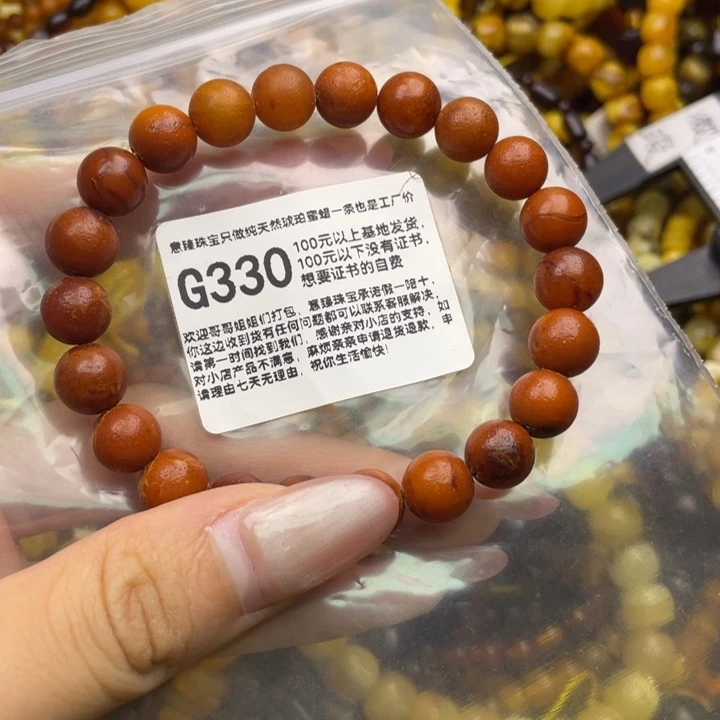 意臻珠宝只做纯天然琥珀蜜蜡一条也是工厂价
G330
100元以上基地发货,
100元以下没有证书,
想要证书的自费
欢迎哥哥姐姐们打包, 意臻珠宝承诺假一陪十,
你这边收到货有任何问题都可以联系客服解决,
请第一时间找到我们, 感谢亲对小店的支持, 如
对小店产品不满意, 麻烦亲亲申请退货退款, 申
请理由七天无理由, 祝你生活愉快!